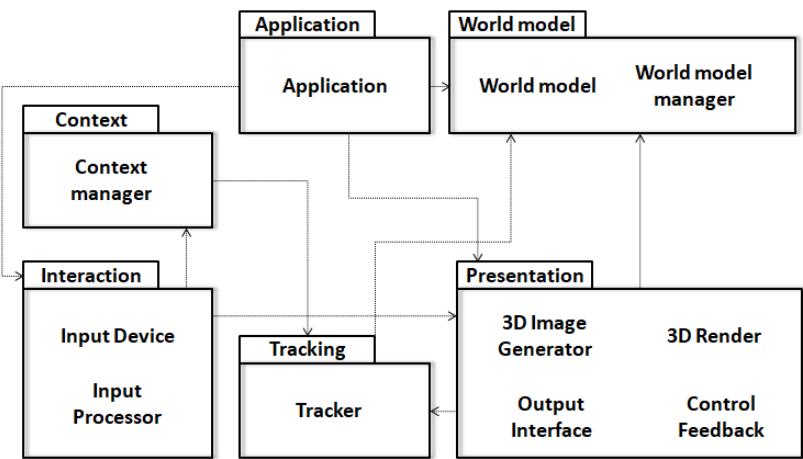 Application
Application
World model
World model
World model
manager
Context
Context
manager
Interaction
Input Device
Input
Processor
Tracking
Tracker
Presentation
3D Image
Generator
3D Render
Output
Interface
Control
Feedback